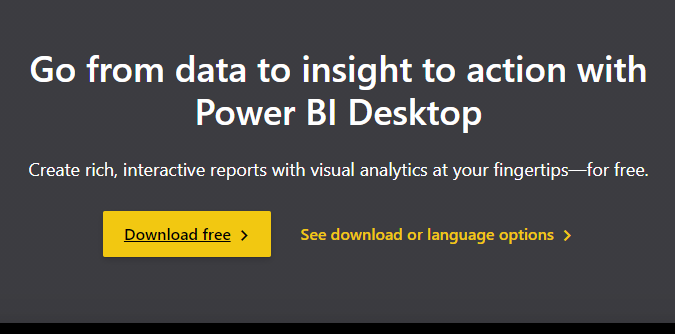 Go from data to insight to action with
Power BI Desktop
Create rich, interactive reports with visual analytics at your fingertips—for free.
Download free >
See download or language options >